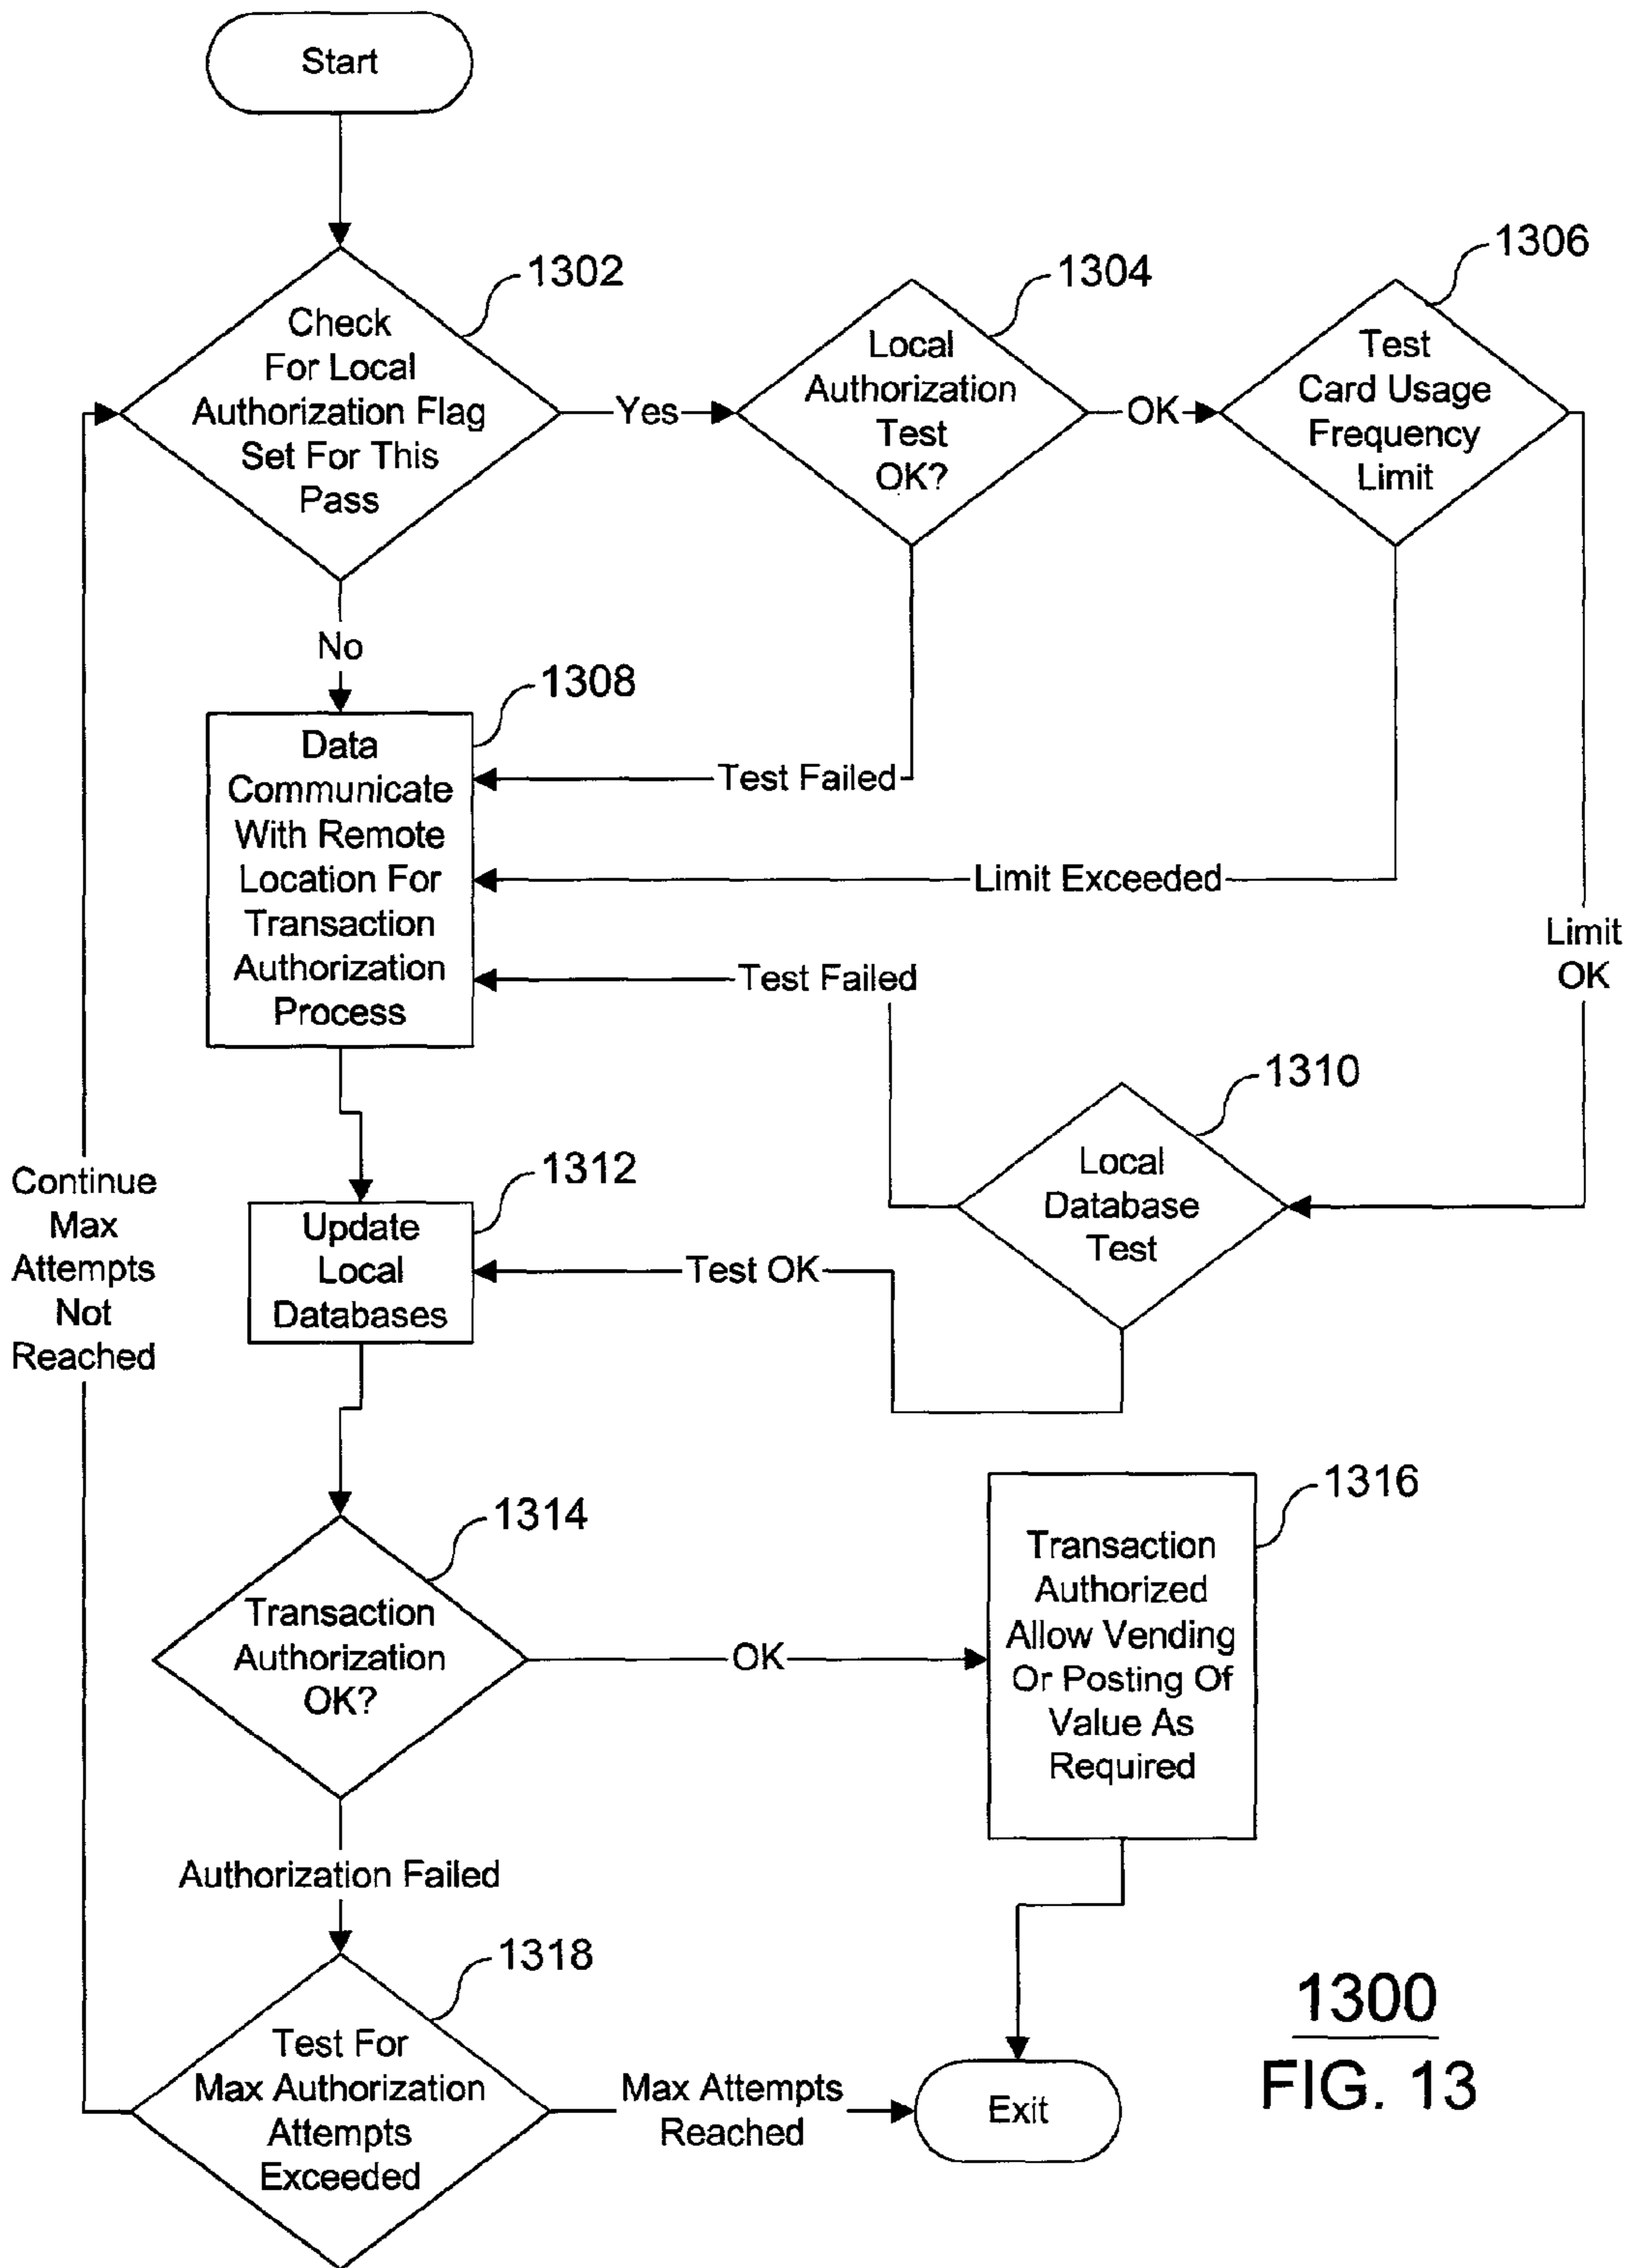 Start
1302
Check
For Local
Authorization Flag
Set For This
Pass
Yes
1304
Local
Authorization
Test
OK?
OK
1306
Test
Card Usage
Frequency
Limit
No
1308
Data
Communicate
With Remote
Location For
Transaction
Authorization
Process
Test Failed
Limit Exceeded
Test Failed
Limit
OK
1310
Local
Database
Test
Continue
Max
Attempts
Not
Reached
1312
Update
Local
Databases
Test OK
1314
Transaction
Authorization
OK?
OK
1316
Transaction
Authorized
Allow Vending
Or Posting Of
Value As
Required
Authorization Failed
1318
Test For
Max Authorization
Attempts
Exceeded
Max Attempts
Reached
Exit
1300
FIG. 13